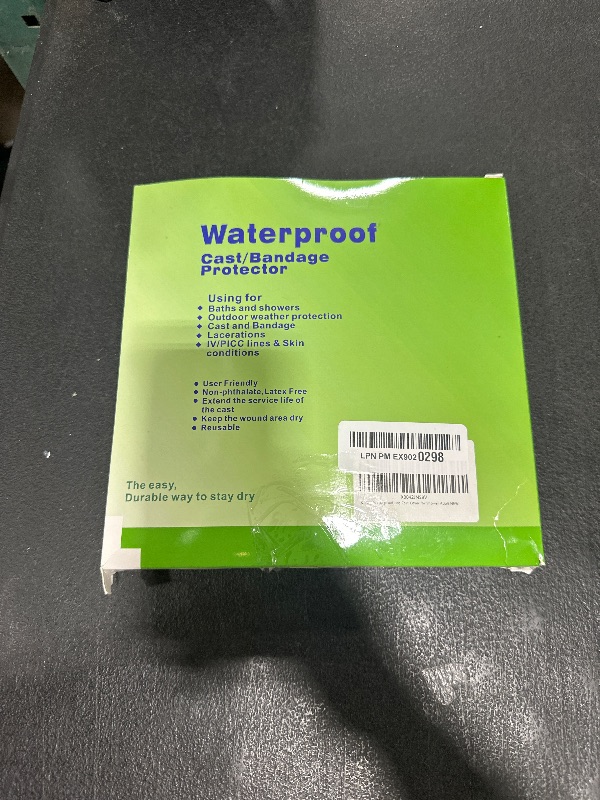 Waterproof
Cast/Bandage
Protector
Using for
Baths and showers
Outdoor weather protection
Cast and Bandage
Lacerations
IV/PICC lines & Skin
conditions
User Friendly
Non-phthalate,Latex Free
Extend the service life of
the cast
Keep the wound area dry
Reusable
LPN PM EX902 0298
The easy,
Durable way to stay dry